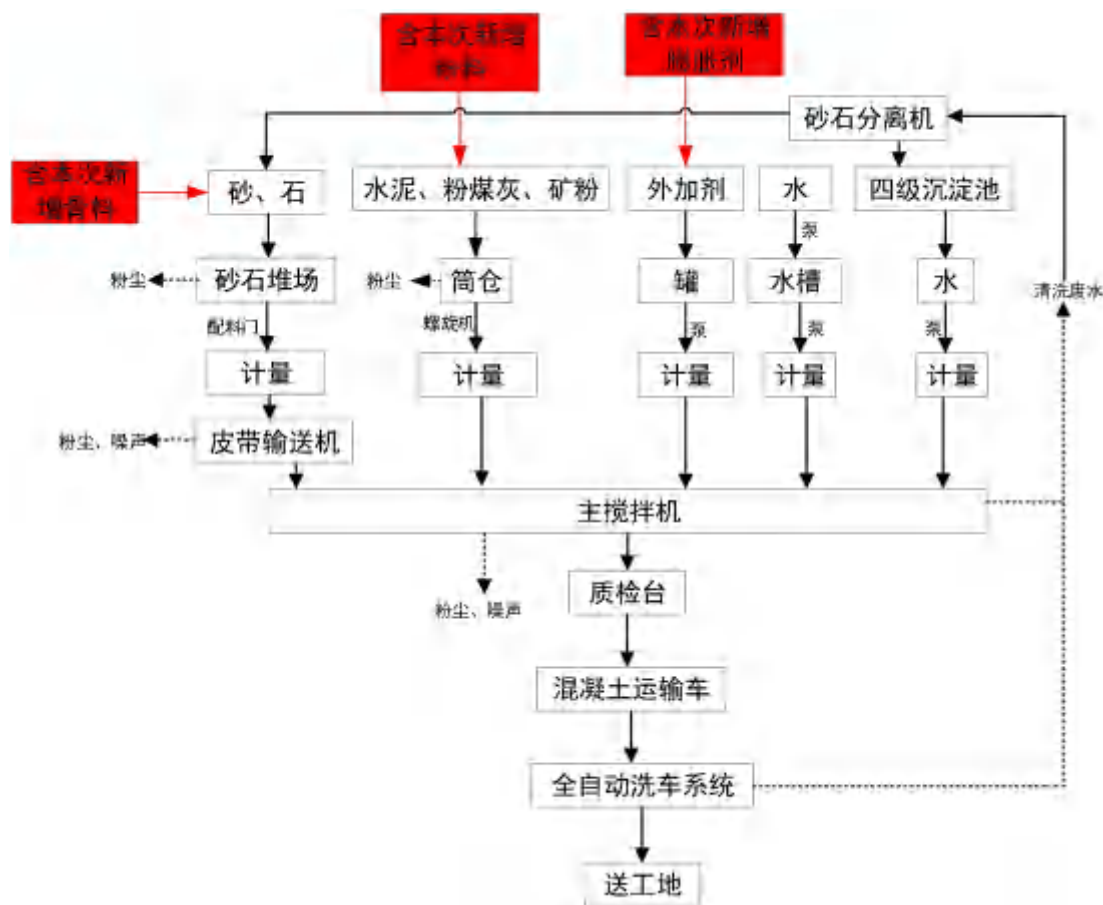 含本次新增
粉料
含本次新增
膨胀剂
砂石分离机
含本次新
增骨料
砂、石
水泥、粉煤灰、矿粉
外加剂
水
四级沉淀池
泵
粉尘
砂石堆场
粉尘
筒仓
罐
水槽
水
清洗废水
配料门
螺旋机
泵
泵
泵
计量
计量
计量
计量
计量
粉尘、噪声
皮带输送机
主搅拌机
质检台
粉尘、噪声
混凝土运输车
全自动洗车系统
送工地